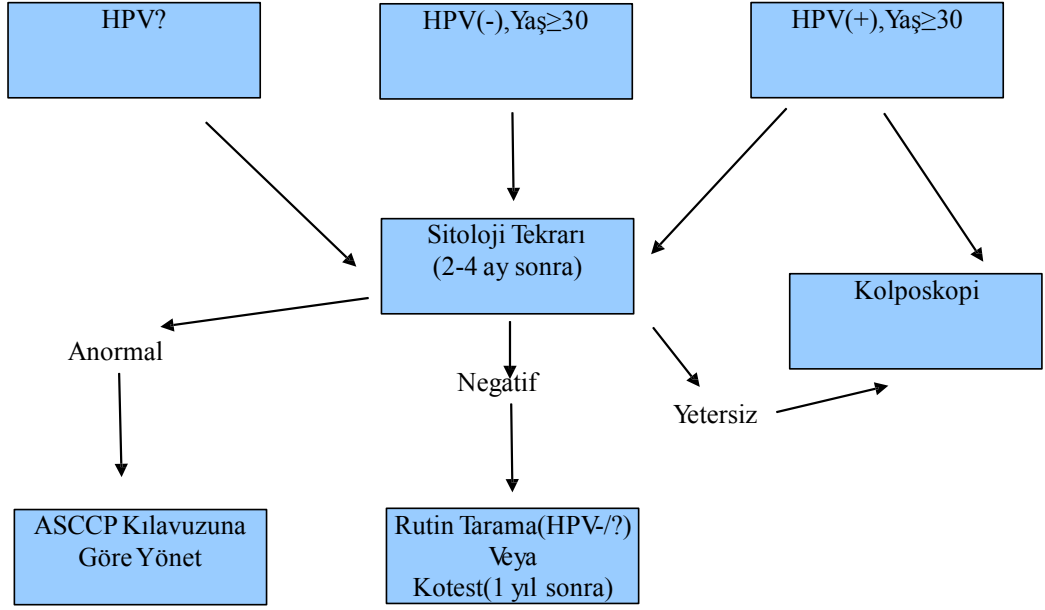 HPV?
HPV(-),Yaş≥30
HPV(+),Yaş≥30
Sitoloji Tekrarı
(2-4 ay sonra)
Kolposkopi
Anormal
Negatif
Yetersiz
ASCCP Kılavuzuna
Göre Yönet
Rutin Tarama(HPV-/?)
Veya
Kotest(1 yıl sonra)